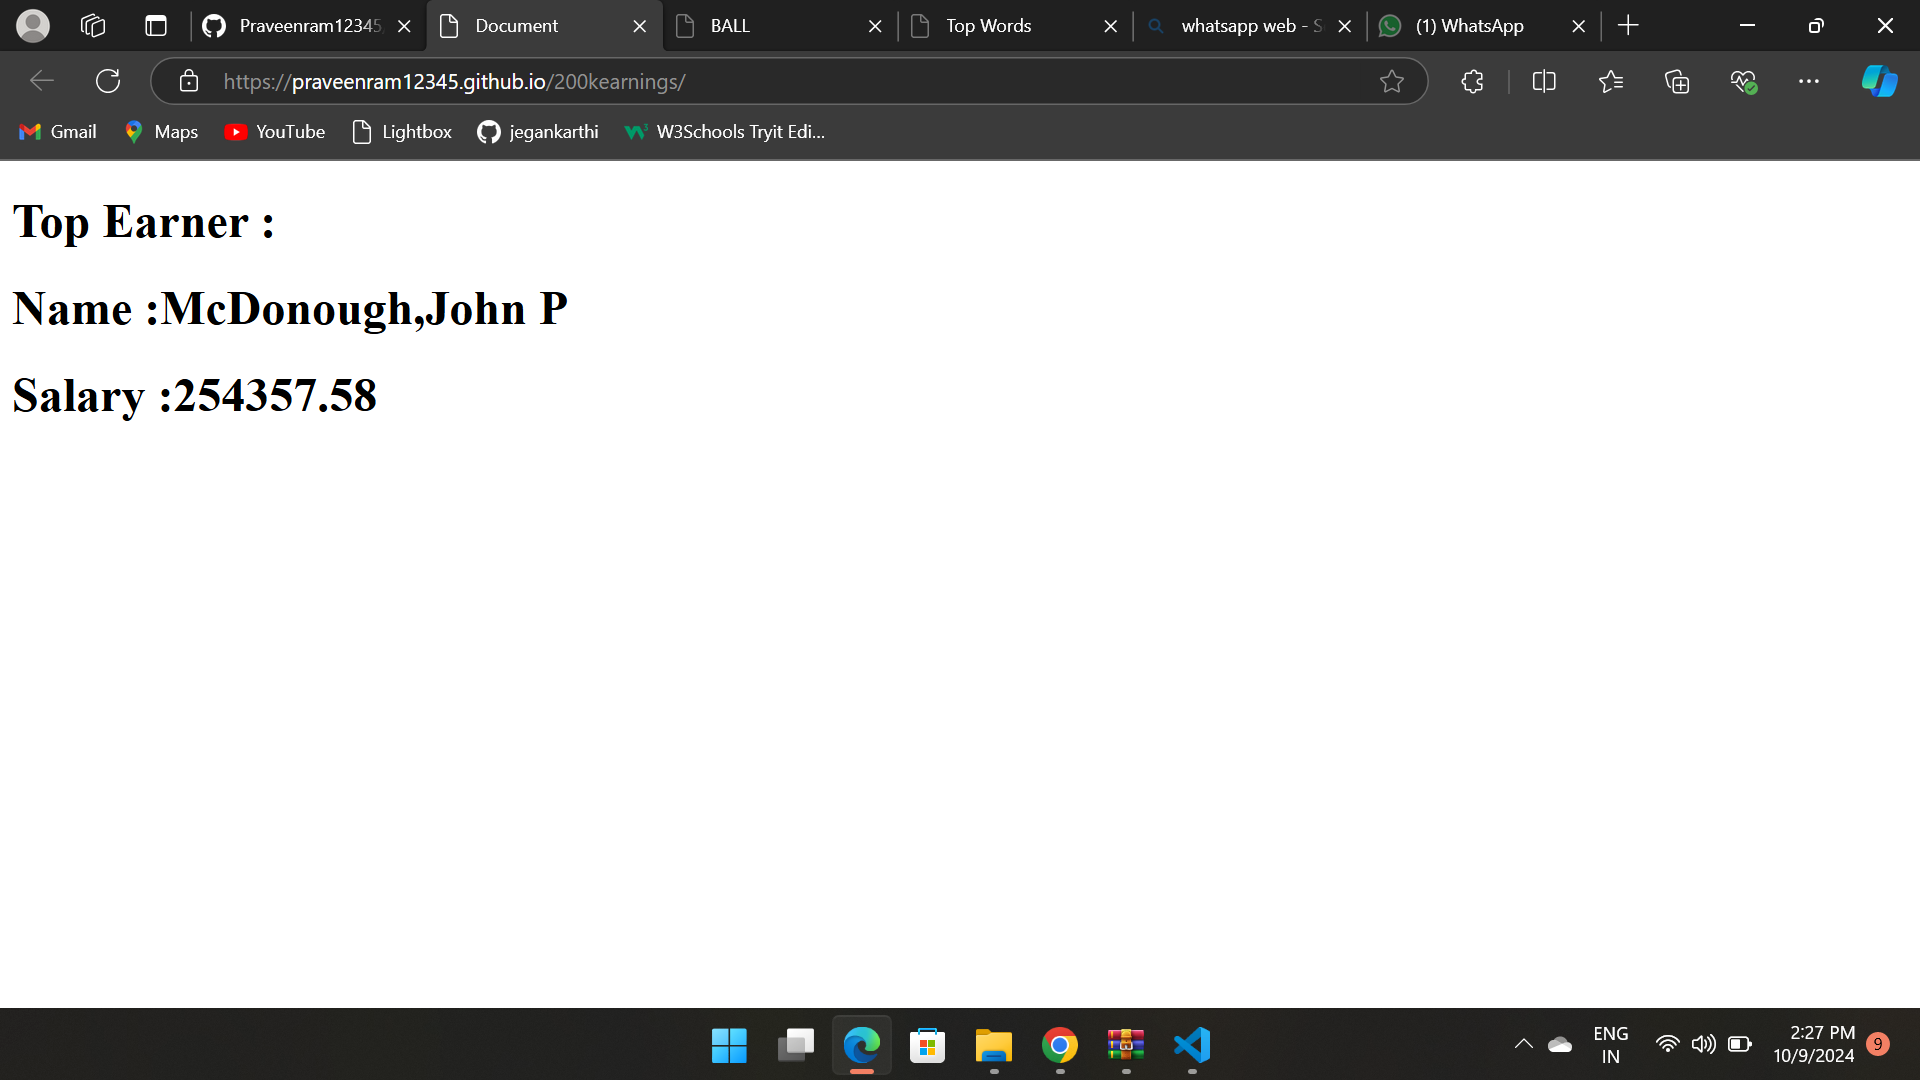 Praveenram12345
Document
BALL
Top Words
whatsapp web - S
(1) WhatsApp
https://praveenram12345.github.io/200kearnings/
Gmail
Maps
YouTube
Lightbox
jegankarthi
W3Schools Tryit Edi...
Top Earner :
Name :McDonough,John P
Salary :254357.58
ENG
IN
2:27 PM
10/9/2024
9